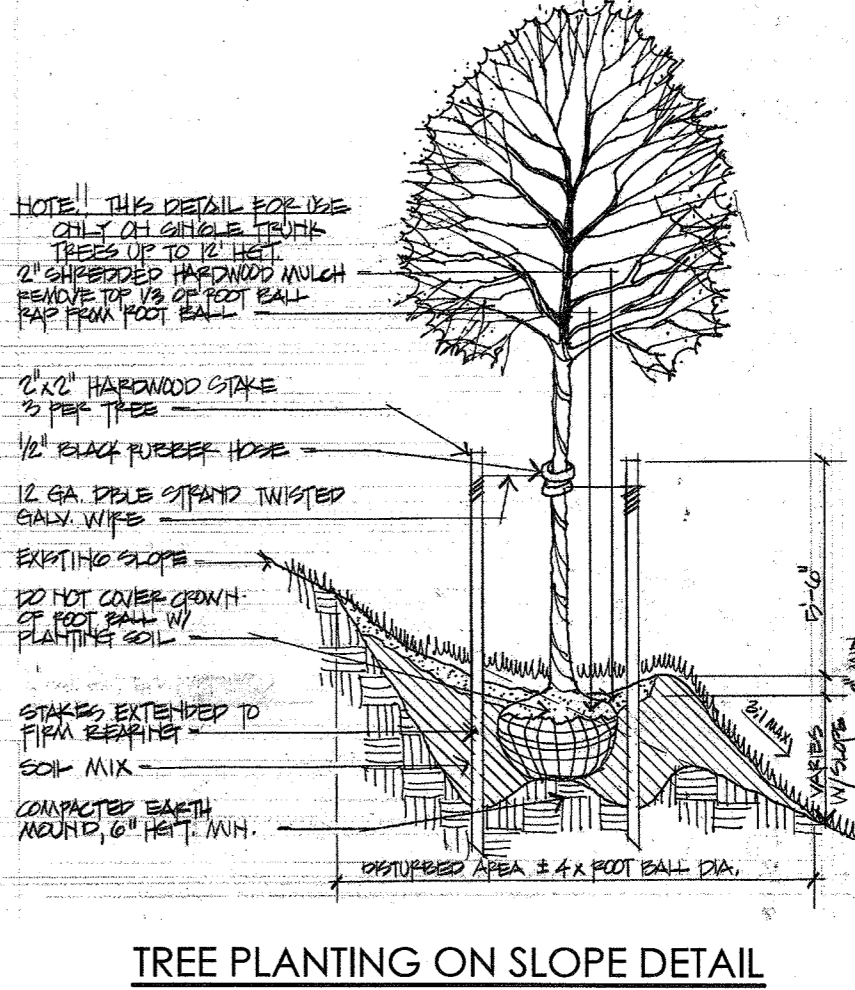 NOTE!! THIS DETAIL FOR USE
ONLY ON SINGLE TRUNK
TREES UP TO 12' HGT.
2" SHREDDED HARDWOOD MULCH
REMOVE TOP 1/3 OF ROOT BALL
RAP FROM ROOT BALL
2"x2" HARDWOOD STAKE
3 PER TREE
1/2" BLACK RUBBER HOSE
12 GA. DBLE STRAND TWISTED
GALV. WIRE
EXISTING SLOPE
DO NOT COVER CROWN
OF ROOT BALL W/
PLANTING SOIL
STAKES EXTENDED TO
FIRM BEARING
SOIL MIX
COMPACTED EARTH
MOUND, 6" HGT. MIN.
5'-6"
MIN
3:1 MAX
VARIES
W/ SLOPE
DISTURBED AREA ± 4 x ROOT BALL DIA.
TREE PLANTING ON SLOPE DETAIL